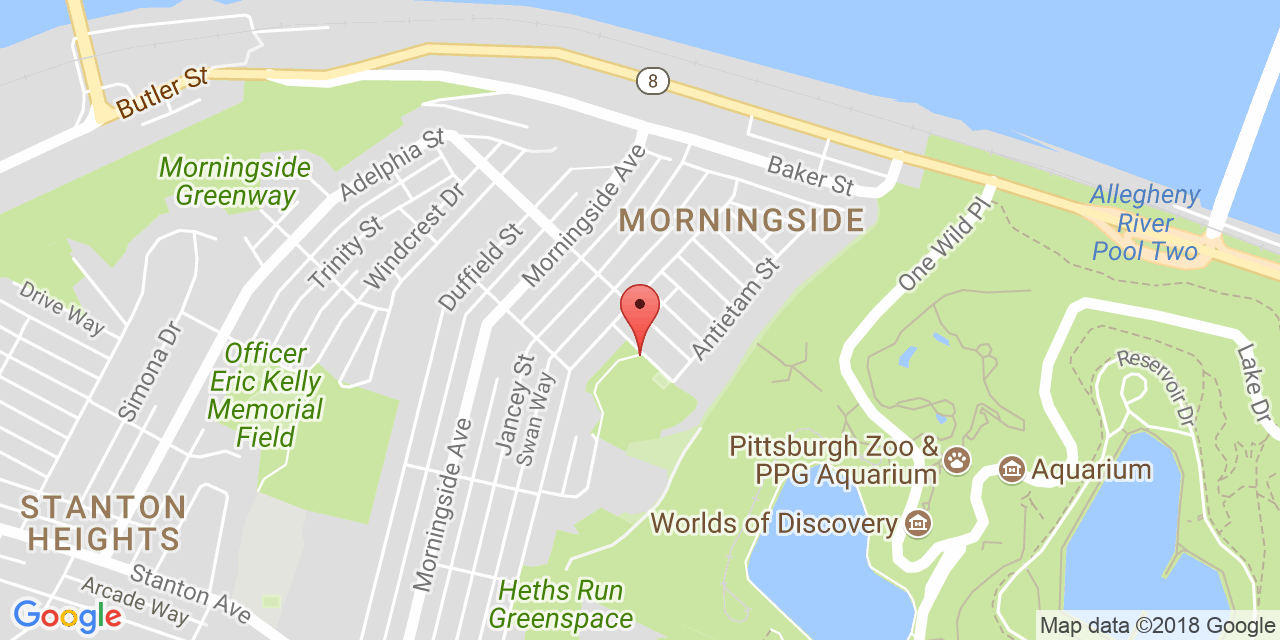 Butler St
8
Morningside
Greenway
Adelphia St
Morningside Ave
Baker St
Allegheny
River
Pool Two
Trinity St
Windcrest Dr
Duffield St
MORNINGSIDE
One Wild Pl
Drive Way
Simona Dr
Officer
Eric Kelly
Memorial
Field
Antietam St
Jancey St
Swan Way
Reservoir Dr
Lake Dr
Pittsburgh Zoo &
PPG Aquarium
Aquarium
Worlds of Discovery
STANTON
HEIGHTS
Morningside Ave
Stanton Ave
Arcade Way
Heths Run
Greenspace
Google
Map data ©2018 Google